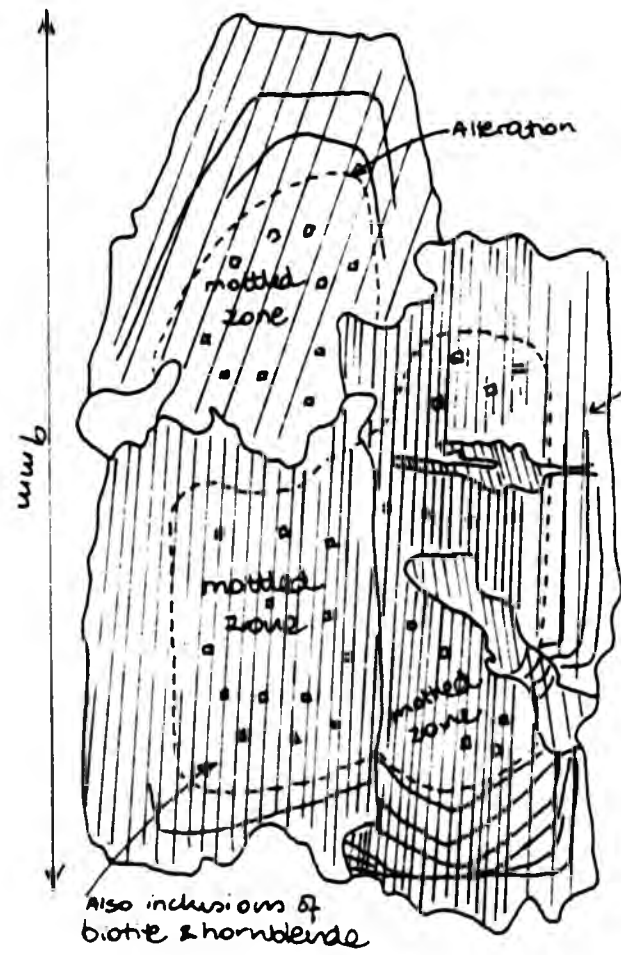 Alteration
mottled
zone
9mm
mottled
zone
mottled
zone
Also inclusions of
biotite & hornblende